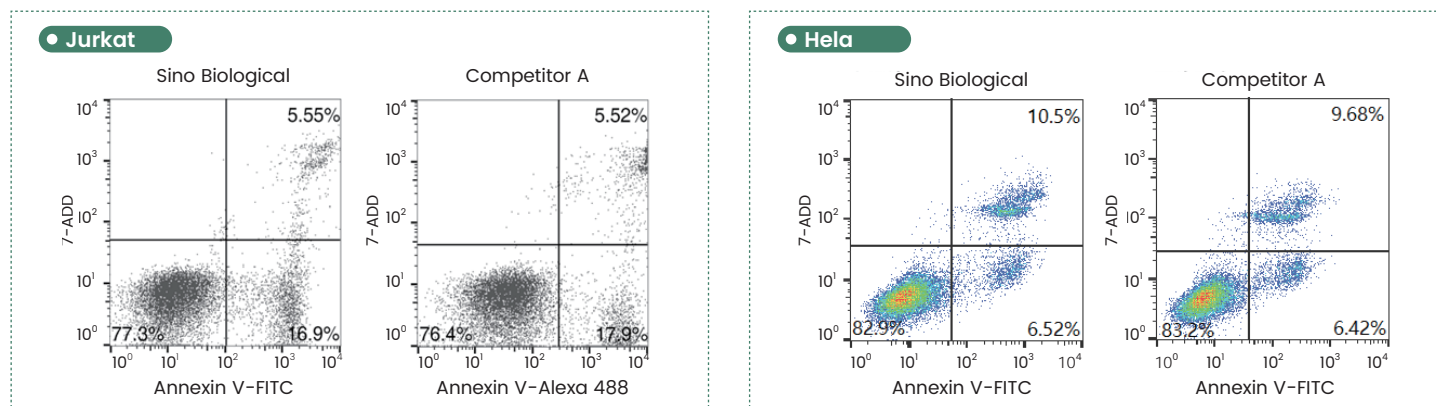 Jurkat
Sino Biological
Competitor A
10⁴
5.55%
10³
10²
10¹
10⁰
77.3%
16.9%
7-ADD
10⁰ 10¹ 10² 10³ 10⁴
Annexin V-FITC
10⁴
5.52%
10³
10²
10¹
10⁰
76.4%
17.9%
7-ADD
10⁰ 10¹ 10² 10³ 10⁴
Annexin V-Alexa 488
Hela
Sino Biological
Competitor A
10⁴
10.5%
10³
10²
10¹
10⁰
82.9%
6.52%
7-ADD
10⁰ 10¹ 10² 10³ 10⁴
Annexin V-FITC
10⁴
9.68%
10³
10²
10¹
10⁰
83.2%
6.42%
7-ADD
10⁰ 10¹ 10² 10³ 10⁴
Annexin V-FITC